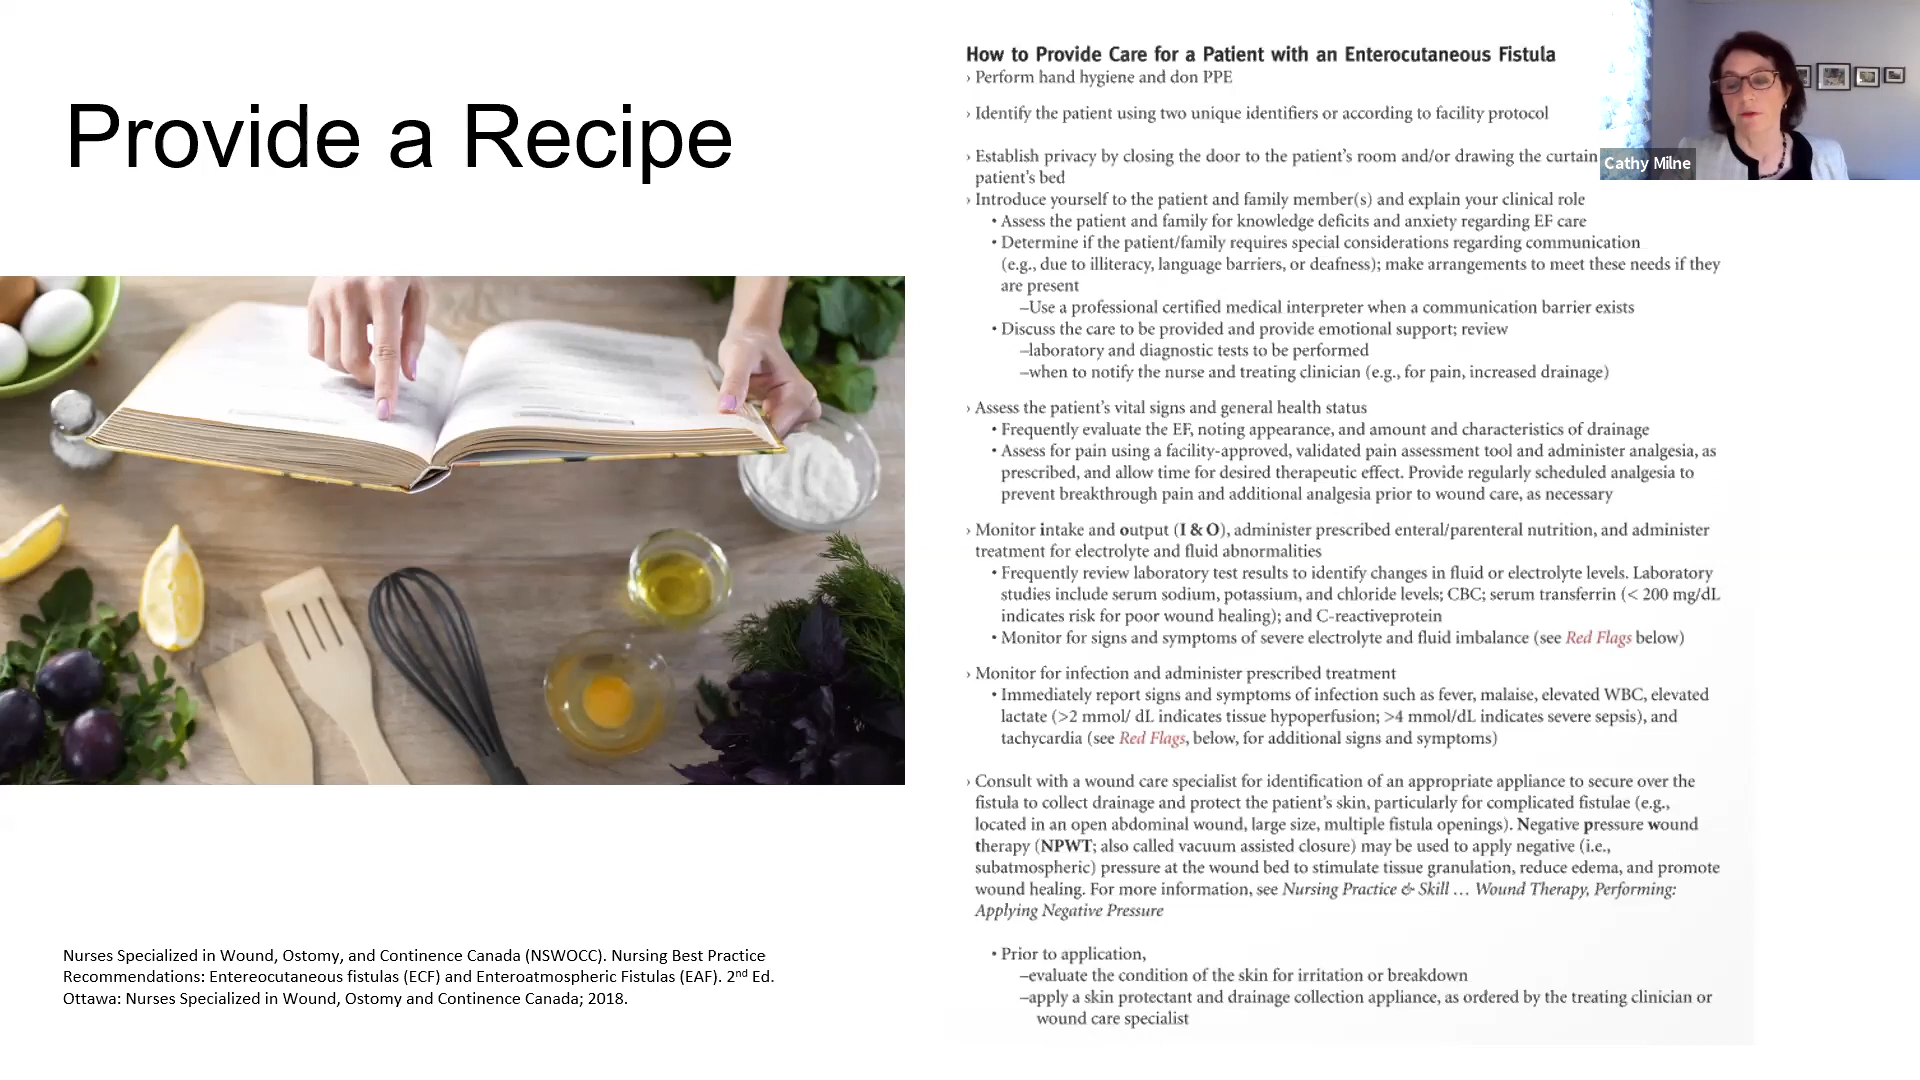 Provide a Recipe
Nurses Specialized in Wound, Ostomy, and Continence Canada (NSWOCC). Nursing Best Practice
Recommendations: Entereocutaneous fistulas (ECF) and Enteroatmospheric Fistulas (EAF). 2nd Ed.
Ottawa: Nurses Specialized in Wound, Ostomy and Continence Canada; 2018.
How to Provide Care for a Patient with an Enterocutaneous Fistula
› Perform hand hygiene and don PPE
› Identify the patient using two unique identifiers or according to facility protocol
› Establish privacy by closing the door to the patient's room and/or drawing the curtain
patient's bed
› Introduce yourself to the patient and family member(s) and explain your clinical role
• Assess the patient and family for knowledge deficits and anxiety regarding EF care
• Determine if the patient/family requires special considerations regarding communication
(e.g., due to illiteracy, language barriers, or deafness); make arrangements to meet these needs if they
are present
–Use a professional certified medical interpreter when a communication barrier exists
• Discuss the care to be provided and provide emotional support; review
–laboratory and diagnostic tests to be performed
–when to notify the nurse and treating clinician (e.g., for pain, increased drainage)
› Assess the patient's vital signs and general health status
• Frequently evaluate the EF, noting appearance, and amount and characteristics of drainage
• Assess for pain using a facility-approved, validated pain assessment tool and administer analgesia, as
prescribed, and allow time for desired therapeutic effect. Provide regularly scheduled analgesia to
prevent breakthrough pain and additional analgesia prior to wound care, as necessary
› Monitor intake and output (I & O), administer prescribed enteral/parenteral nutrition, and administer
treatment for electrolyte and fluid abnormalities
• Frequently review laboratory test results to identify changes in fluid or electrolyte levels. Laboratory
studies include serum sodium, potassium, and chloride levels; CBC; serum transferrin (< 200 mg/dL
indicates risk for poor wound healing); and C-reactiveprotein
• Monitor for signs and symptoms of severe electrolyte and fluid imbalance (see Red Flags below)
› Monitor for infection and administer prescribed treatment
• Immediately report signs and symptoms of infection such as fever, malaise, elevated WBC, elevated
lactate (>2 mmol/ dL indicates tissue hypoperfusion; >4 mmol/dL indicates severe sepsis), and
tachycardia (see Red Flags, below, for additional signs and symptoms)
› Consult with a wound care specialist for identification of an appropriate appliance to secure over the
fistula to collect drainage and protect the patient's skin, particularly for complicated fistulae (e.g.,
located in an open abdominal wound, large size, multiple fistula openings). Negative pressure wound
therapy (NPWT; also called vacuum assisted closure) may be used to apply negative (i.e.,
subatmospheric) pressure at the wound bed to stimulate tissue granulation, reduce edema, and promote
wound healing. For more information, see Nursing Practice & Skill … Wound Therapy, Performing:
Applying Negative Pressure
• Prior to application,
–evaluate the condition of the skin for irritation or breakdown
–apply a skin protectant and drainage collection appliance, as ordered by the treating clinician or
wound care specialist
Cathy Milne